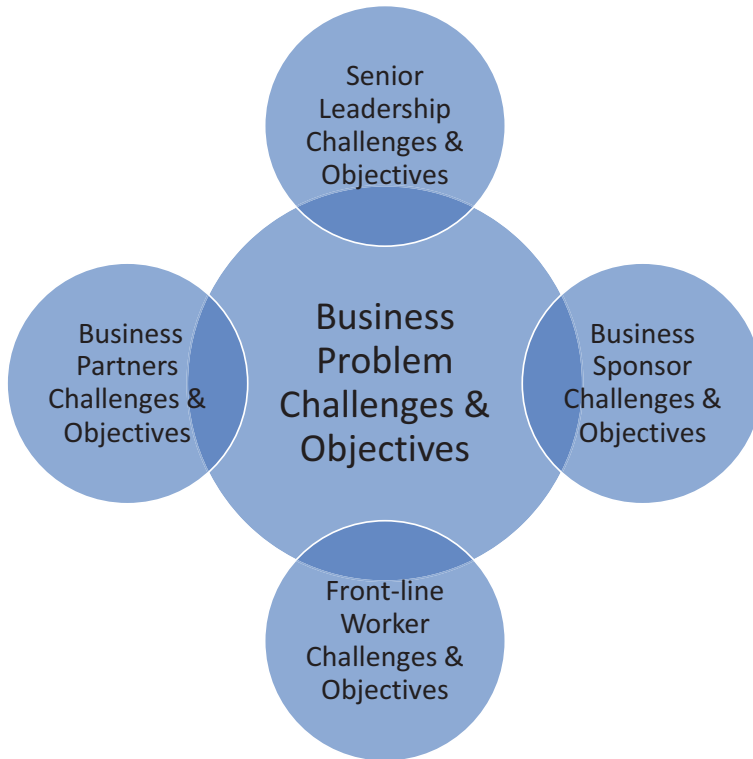 Senior
Leadership
Challenges &
Objectives
Business
Partners
Challenges &
Objectives
Business
Problem
Challenges &
Objectives
Business
Sponsor
Challenges &
Objectives
Front-line
Worker
Challenges &
Objectives